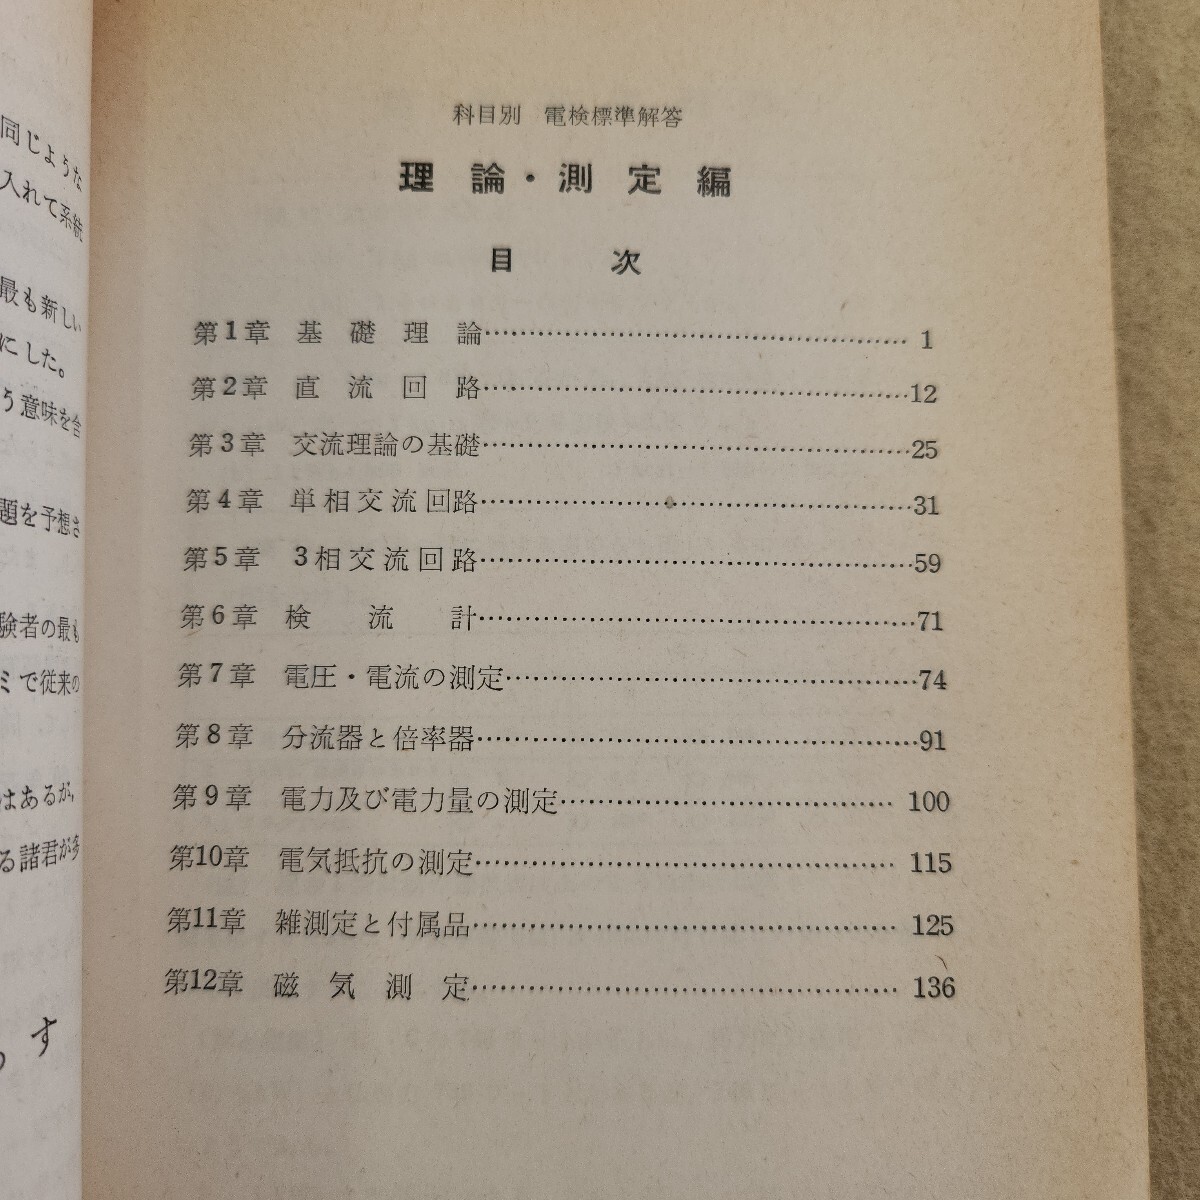 同じような
入れて系統
最も新しい
にした。
う意味を含
題を予想さ
験者の最も
ミで従来の
はあるが,
る諸君が多
す
科目別 電検標準解答
理論・測定編
目次
第1章 基礎理論 1
第2章 直流回路 12
第3章 交流理論の基礎 25
第4章 単相交流回路 31
第5章 3相交流回路 59
第6章 検流計 71
第7章 電圧・電流の測定 74
第8章 分流器と倍率器 91
第9章 電力及び電力量の測定 100
第10章 電気抵抗の測定 115
第11章 雑測定と付属品 125
第12章 磁気測定 136